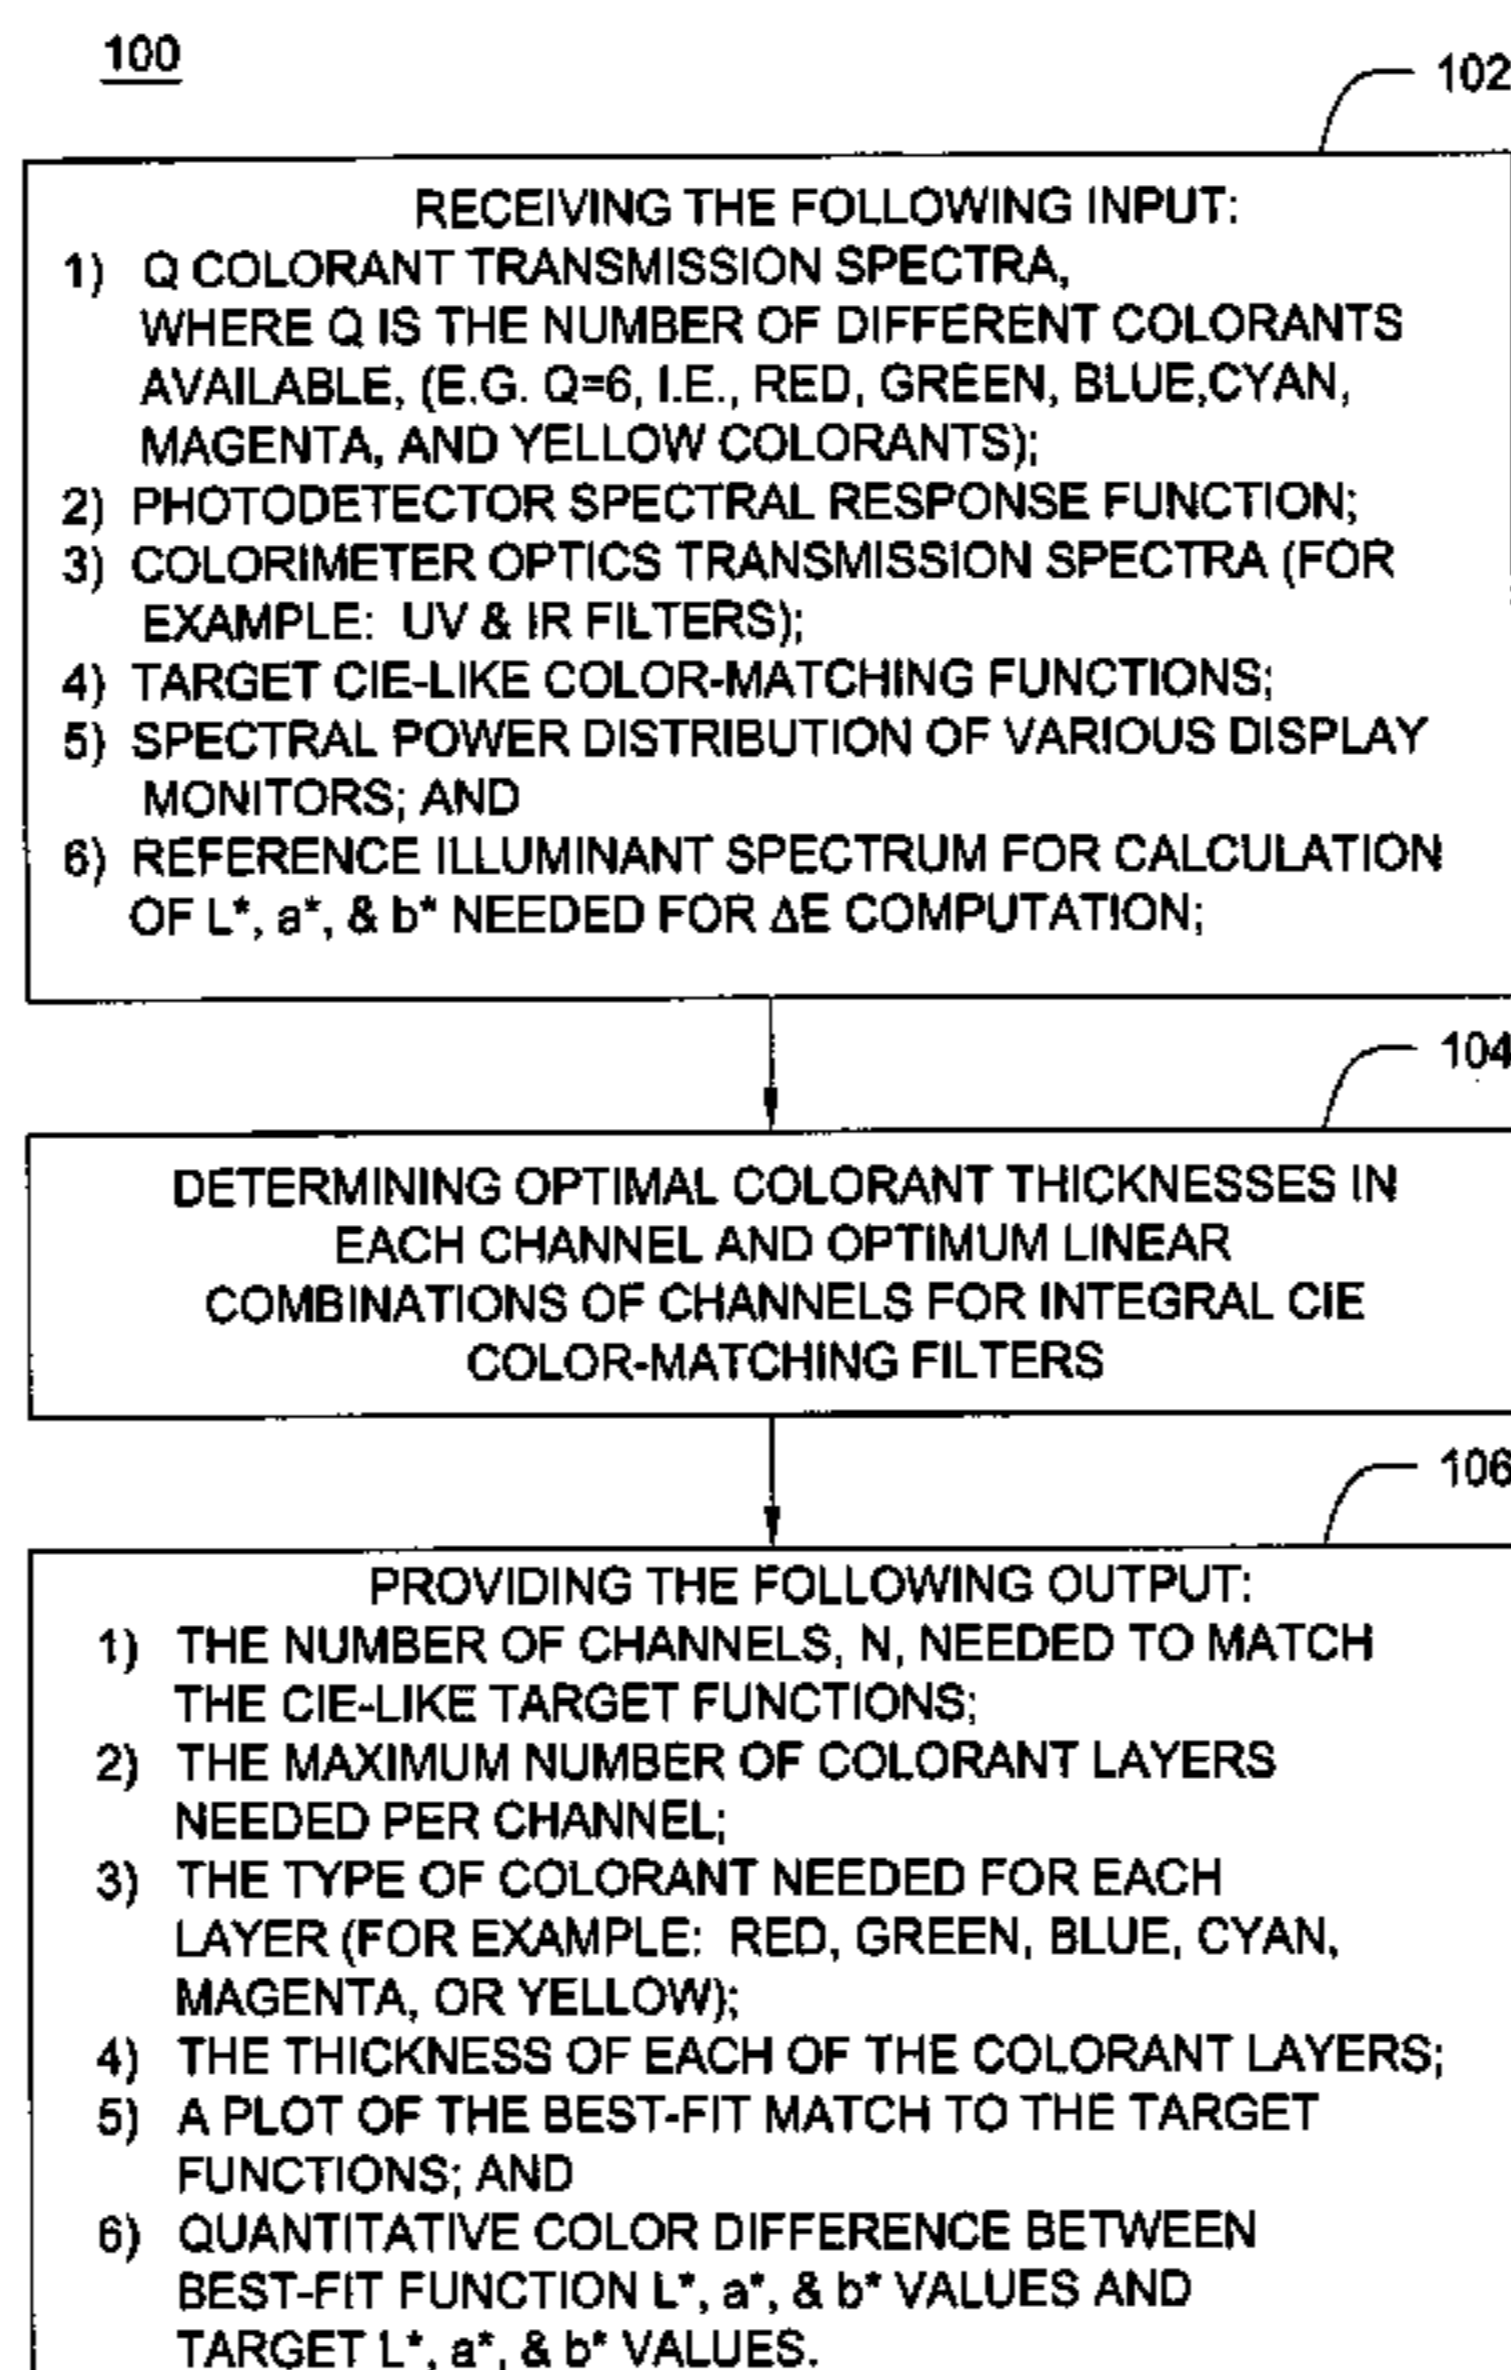 100
102
RECEIVING THE FOLLOWING INPUT:
1) Q COLORANT TRANSMISSION SPECTRA,
WHERE Q IS THE NUMBER OF DIFFERENT COLORANTS
AVAILABLE, (E.G. Q=6, I.E., RED, GREEN, BLUE,CYAN,
MAGENTA, AND YELLOW COLORANTS);
2) PHOTODETECTOR SPECTRAL RESPONSE FUNCTION;
3) COLORIMETER OPTICS TRANSMISSION SPECTRA (FOR
EXAMPLE: UV & IR FILTERS);
4) TARGET CIE-LIKE COLOR-MATCHING FUNCTIONS;
5) SPECTRAL POWER DISTRIBUTION OF VARIOUS DISPLAY
MONITORS; AND
6) REFERENCE ILLUMINANT SPECTRUM FOR CALCULATION
OF L*, a*, & b* NEEDED FOR ΔE COMPUTATION;
104
DETERMINING OPTIMAL COLORANT THICKNESSES IN
EACH CHANNEL AND OPTIMUM LINEAR
COMBINATIONS OF CHANNELS FOR INTEGRAL CIE
COLOR-MATCHING FILTERS
106
PROVIDING THE FOLLOWING OUTPUT:
1) THE NUMBER OF CHANNELS, N, NEEDED TO MATCH
THE CIE-LIKE TARGET FUNCTIONS;
2) THE MAXIMUM NUMBER OF COLORANT LAYERS
NEEDED PER CHANNEL;
3) THE TYPE OF COLORANT NEEDED FOR EACH
LAYER (FOR EXAMPLE: RED, GREEN, BLUE, CYAN,
MAGENTA, OR YELLOW);
4) THE THICKNESS OF EACH OF THE COLORANT LAYERS;
5) A PLOT OF THE BEST-FIT MATCH TO THE TARGET
FUNCTIONS; AND
6) QUANTITATIVE COLOR DIFFERENCE BETWEEN
BEST-FIT FUNCTION L*, a*, & b* VALUES AND
TARGET L*, a*, & b* VALUES.